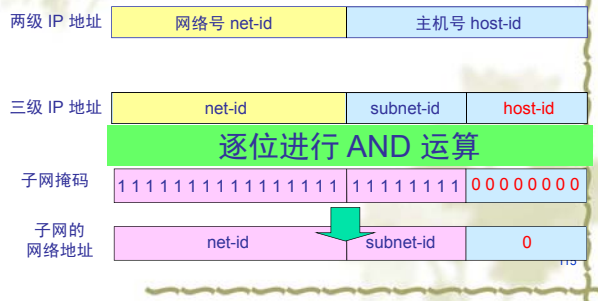 两级 IP 地址 网络号 net-id 主机号 host-id
三级 IP 地址 net-id subnet-id host-id
逐位进行 AND 运算
子网掩码 1 1 1 1 1 1 1 1 1 1 1 1 1 1 1 1 1 1 1 1 1 1 1 1 0 0 0 0 0 0 0 0
子网的
网络地址 net-id subnet-id 0